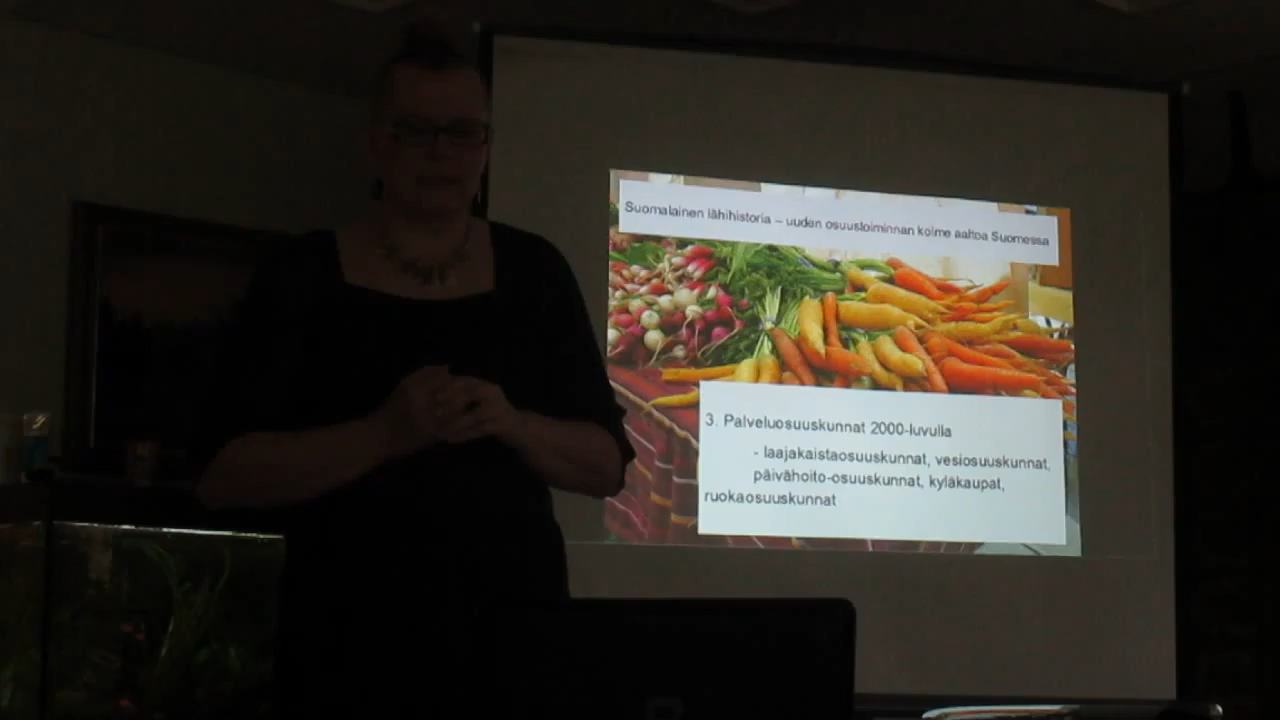 Suomalainen lähihistoria – uuden osuustoiminnan kolme aaltoa Suomessa
3. Palveluosuuskunnat 2000-luvulla
- laajakaistaosuuskunnat, vesiosuuskunnat,
päivähoito-osuuskunnat, kyläkaupat,
ruokaosuuskunnat